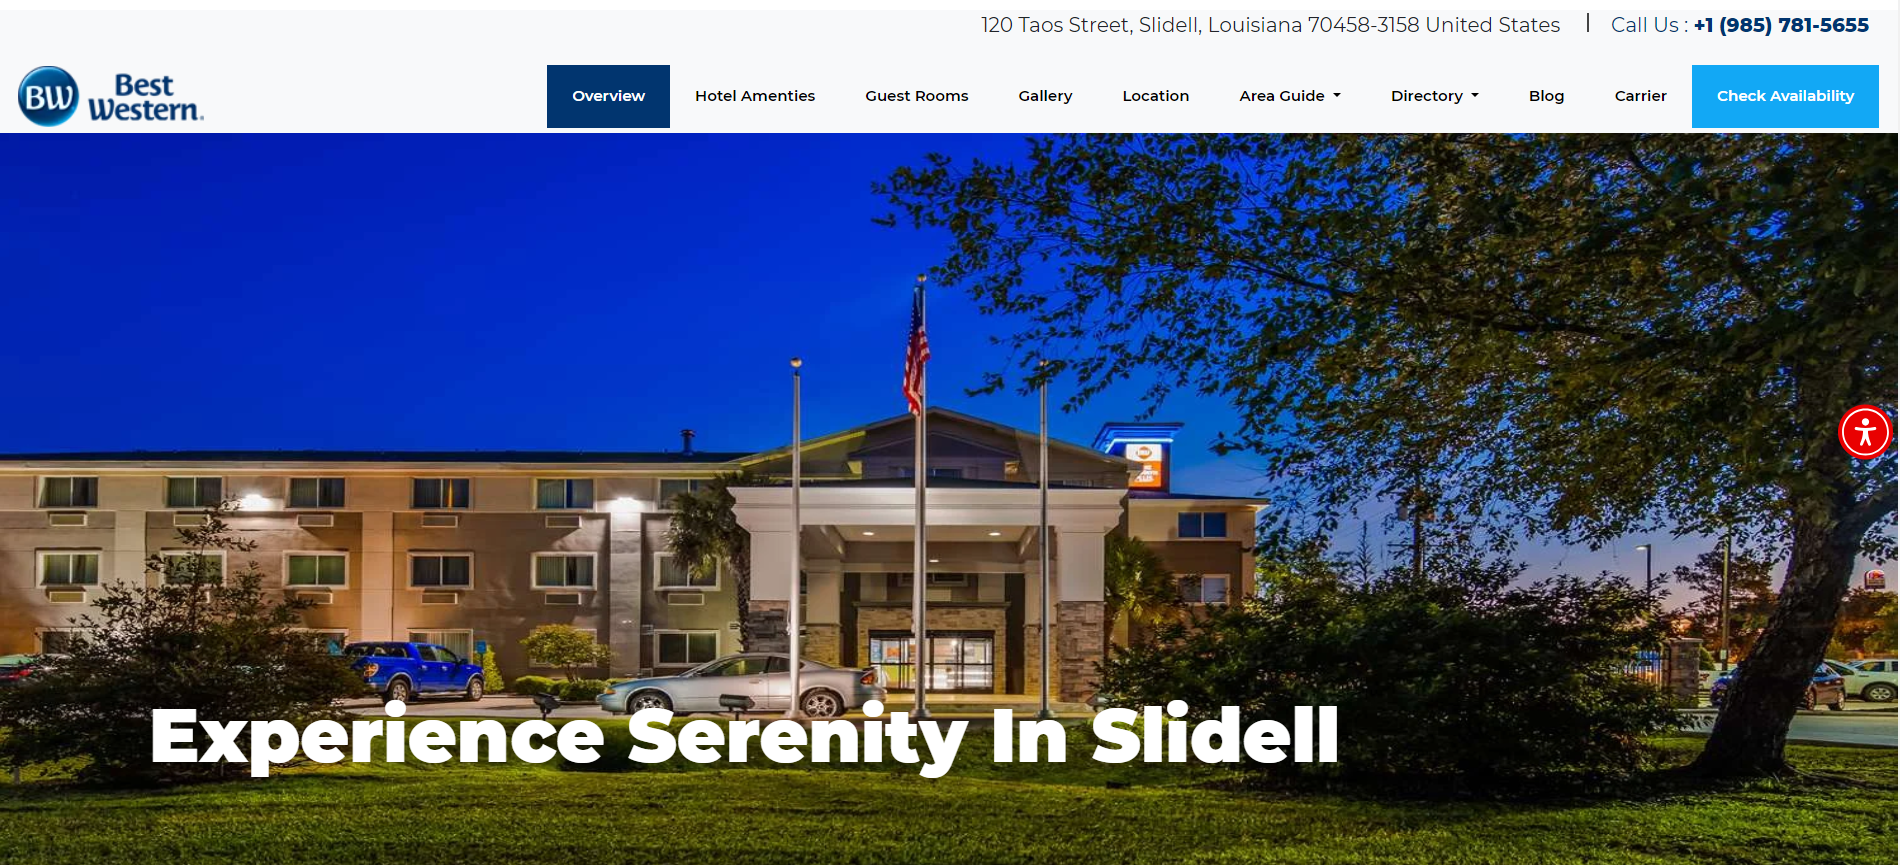 120 Taos Street, Slidell, Louisiana 70458-3158 United States | Call Us : +1 (985) 781-5655
BW Best Western.
Overview Hotel Amenties Guest Rooms Gallery Location Area Guide Directory Blog Carrier Check Availability
Experience Serenity In Slidell